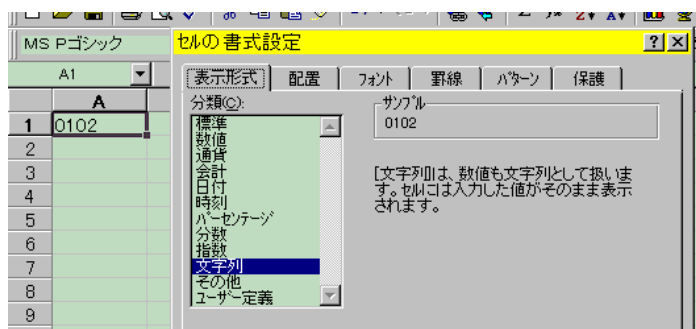 MS Pゴシック
セルの書式設定
A1
表示形式 配置 フォント 罫線 パターン 保護
分類(C):
サンプル
A
標準
1 0102
0102
数値
2
通貨
会計
[文字列]は、数値も文字列として扱いま
3
日付
す。セルには入力した値がそのまま表示
4
時刻
されます。
5
パーセンテージ
分数
6
指数
7
文字列
その他
8
ユーザー定義
9